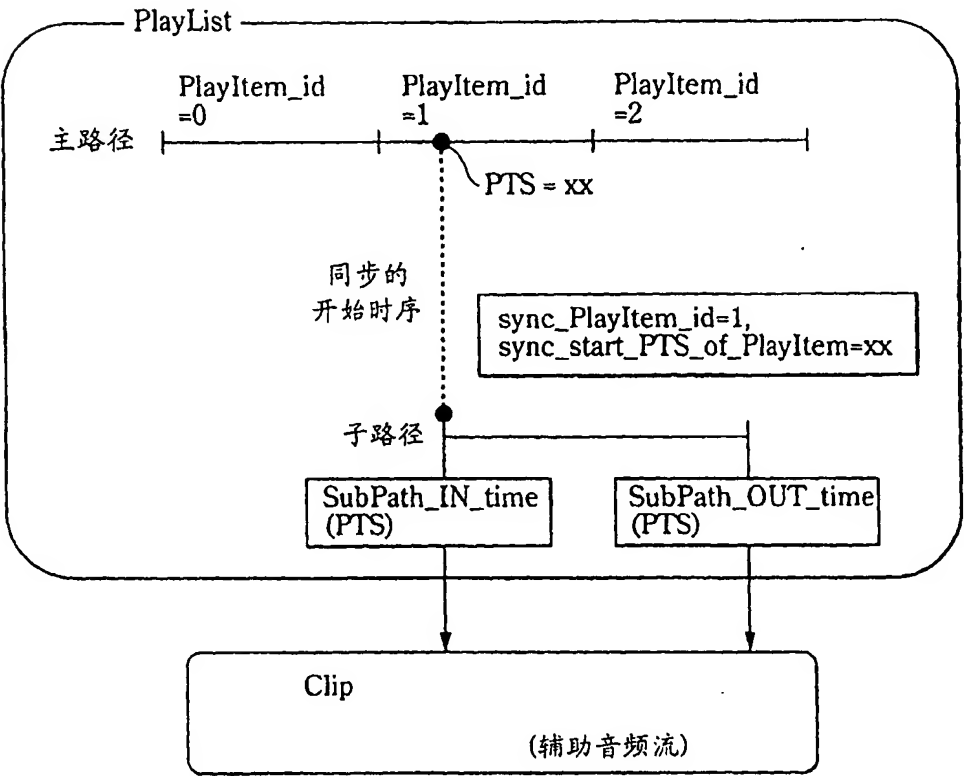 PlayList
PlayItem_id
=0
PlayItem_id
=1
PlayItem_id
=2
主路径
PTS = xx
同步的
开始时序
sync_PlayItem_id=1,
sync_start_PTS_of_PlayItem=xx
子路径
SubPath_IN_time
(PTS)
SubPath_OUT_time
(PTS)
Clip
(辅助音频流)